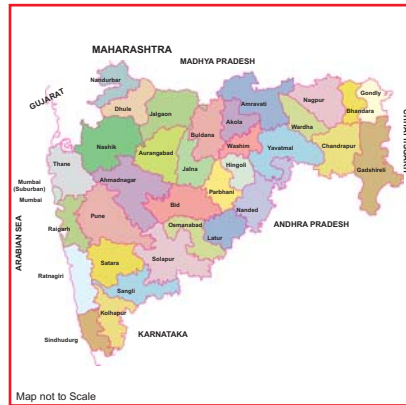 MAHARASHTRA
MADHYA PRADESH
Nandurbar
GUJARAT
Dhule
Jalgaon
Amravati
Nagpur
Gondly
Bhandara
Buldana
Akola
Wardha
Nashik
Aurangabad
Washim
Yavatmal
Chandrapur
Thane
Jalna
Hingoli
Gadshireli
Ahmadnagar
Mumbai
(Suburban)
Mumbai
Parbhani
Bid
Pune
Nanded
Raigarh
Osmanabad
ANDHRA PRADESH
ARABIAN SEA
Latur
Satara
Solapur
Ratnagiri
Sangli
Kolhapur
Sindhudurg
KARNATAKA
Map not to Scale